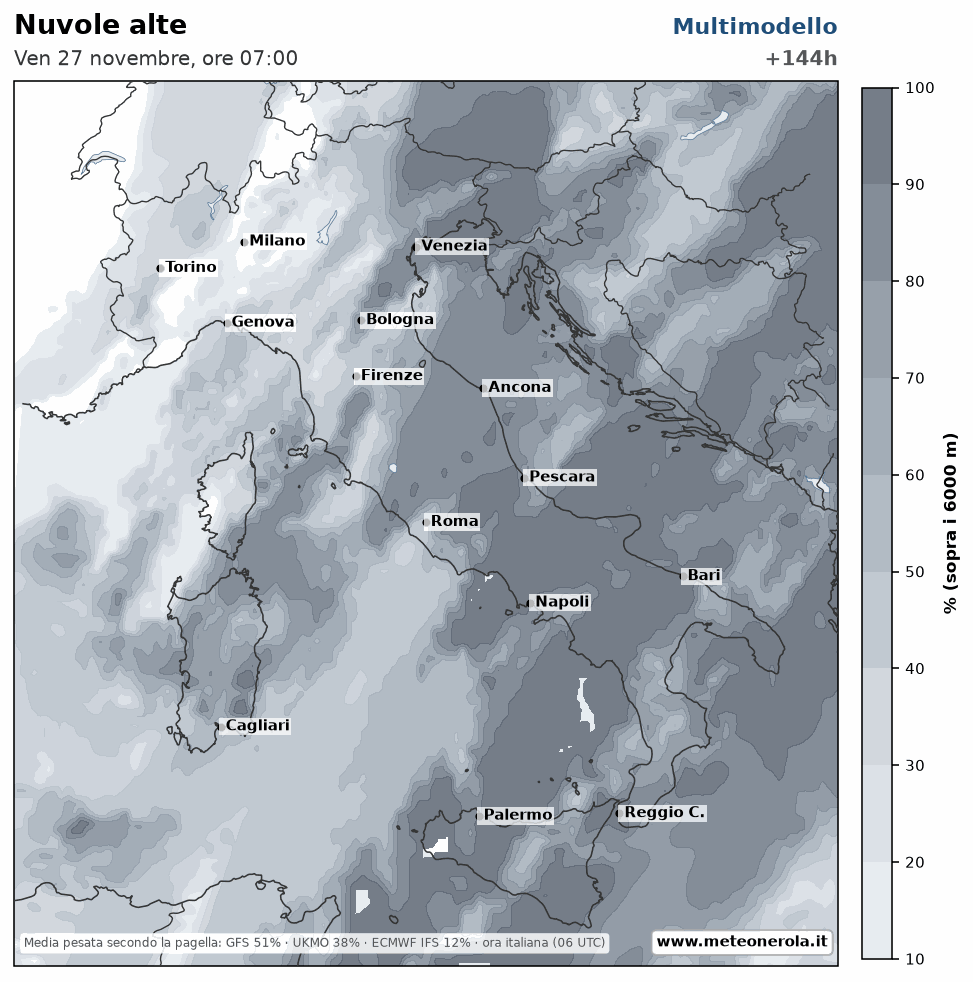 Nuvole alte
Multimodello
Ven 27 novembre, ore 07:00
+144h
100
90
80
70
60
50
40
30
20
10
% (sopra i 6000 m)
Milano
Venezia
Torino
Genova
Bologna
Firenze
Ancona
Pescara
Roma
Bari
Napoli
Cagliari
Palermo
Reggio C.
Media pesata secondo la pagella: GFS 51% · UKMO 38% · ECMWF IFS 12% · ora italiana (06 UTC)
www.meteonerola.it